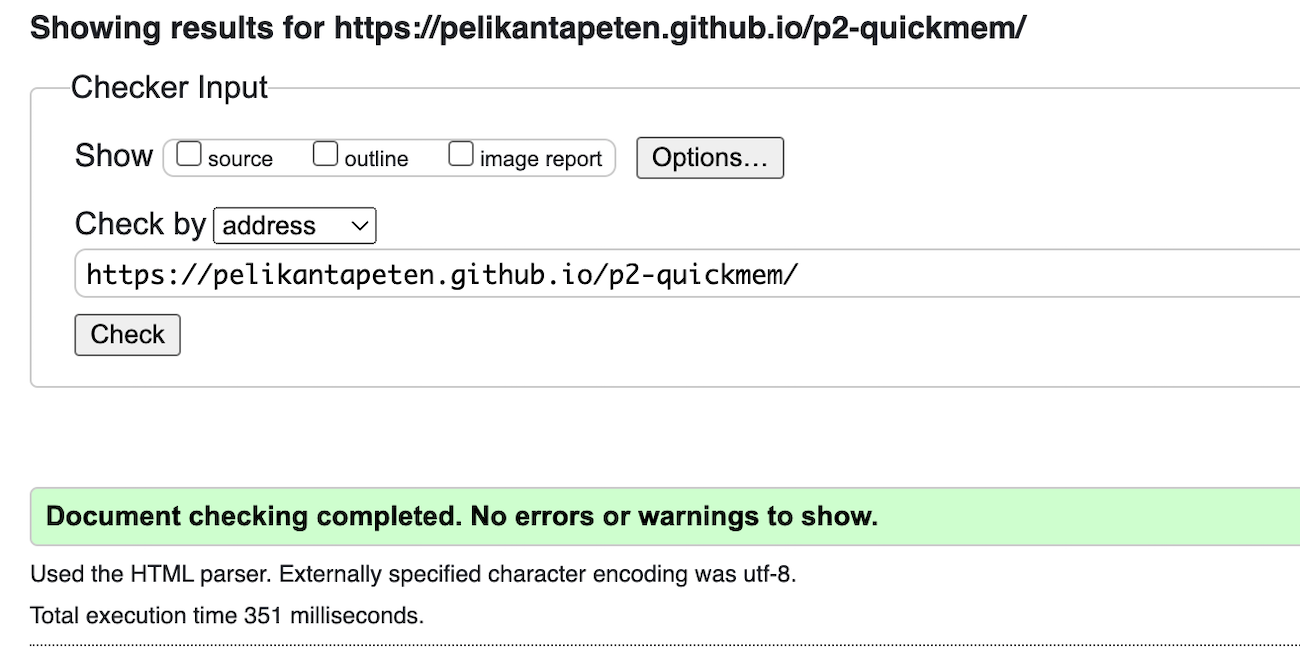 Showing results for https://pelikantapeten.github.io/p2-quickmem/
Checker Input
Show source outline image report Options...
Check by address
https://pelikantapeten.github.io/p2-quickmem/
Check
Document checking completed. No errors or warnings to show.
Used the HTML parser. Externally specified character encoding was utf-8.
Total execution time 351 milliseconds.